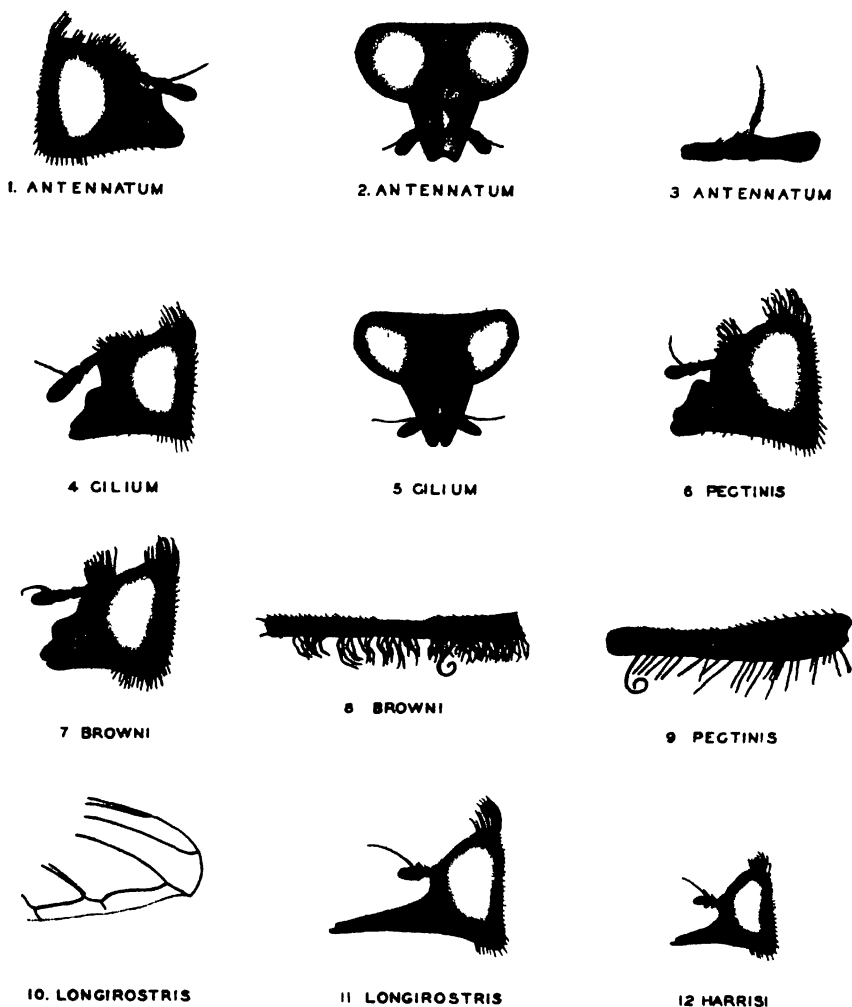 1. ANTENNATUM
2. ANTENNATUM
3 ANTENNATUM
4 CILIUM
5 CILIUM
6 PECTINIS
7 BROWNI
8 BROWNI
9 PECTINIS
10. LONGIROSTRIS
11 LONGIROSTRIS
12 HARRISI